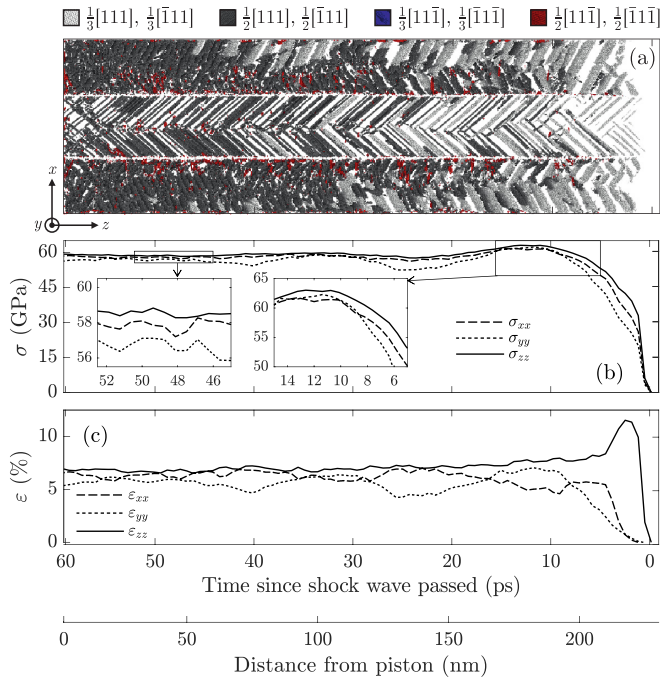 1/3[111], 1/3[1̄11] 1/2[111], 1/2[1̄11] 1/3[111̄], 1/3[1̄11̄] 1/2[111̄], 1/2[1̄11̄]
(a)
x
y z
60
45
30
15
0
σ (GPa)
60
58
56
52 50 48 46
65
60
55
50
14 12 10 8 6
σxx
σyy
σzz
(b)
10
5
0
ε (%)
(c)
εxx
εyy
εzz
60 50 40 30 20 10 0
Time since shock wave passed (ps)
0 50 100 150 200
Distance from piston (nm)